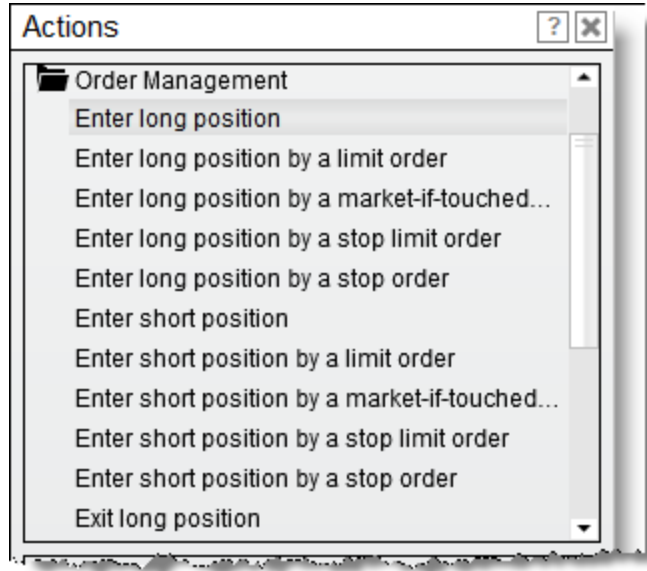 Actions
?
Order Management
Enter long position
Enter long position by a limit order
Enter long position by a market-if-touched...
Enter long position by a stop limit order
Enter long position by a stop order
Enter short position
Enter short position by a limit order
Enter short position by a market-if-touched...
Enter short position by a stop limit order
Enter short position by a stop order
Exit long position